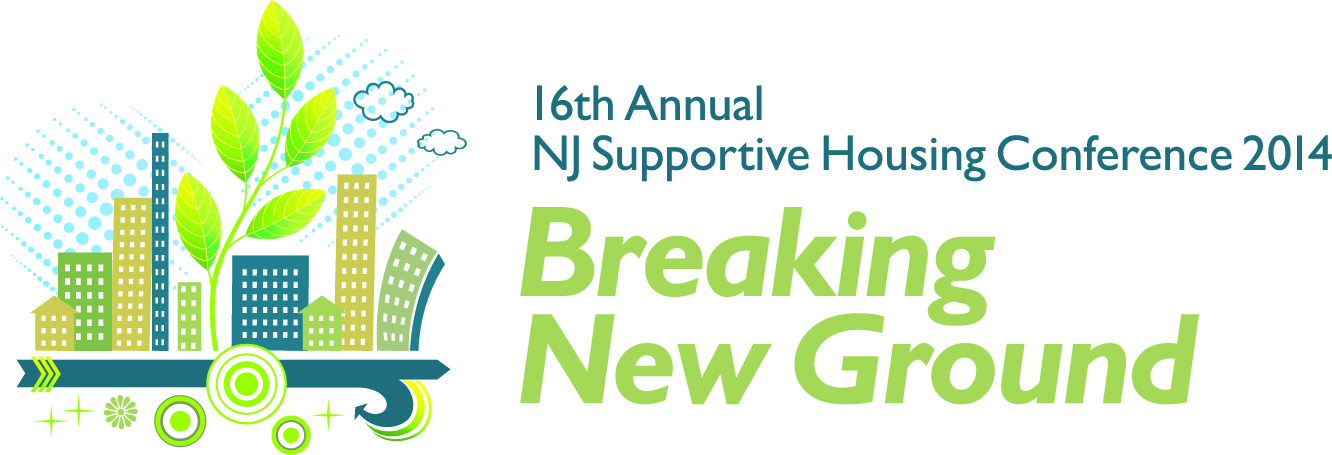 16th Annual
NJ Supportive Housing Conference 2014
Breaking
New Ground